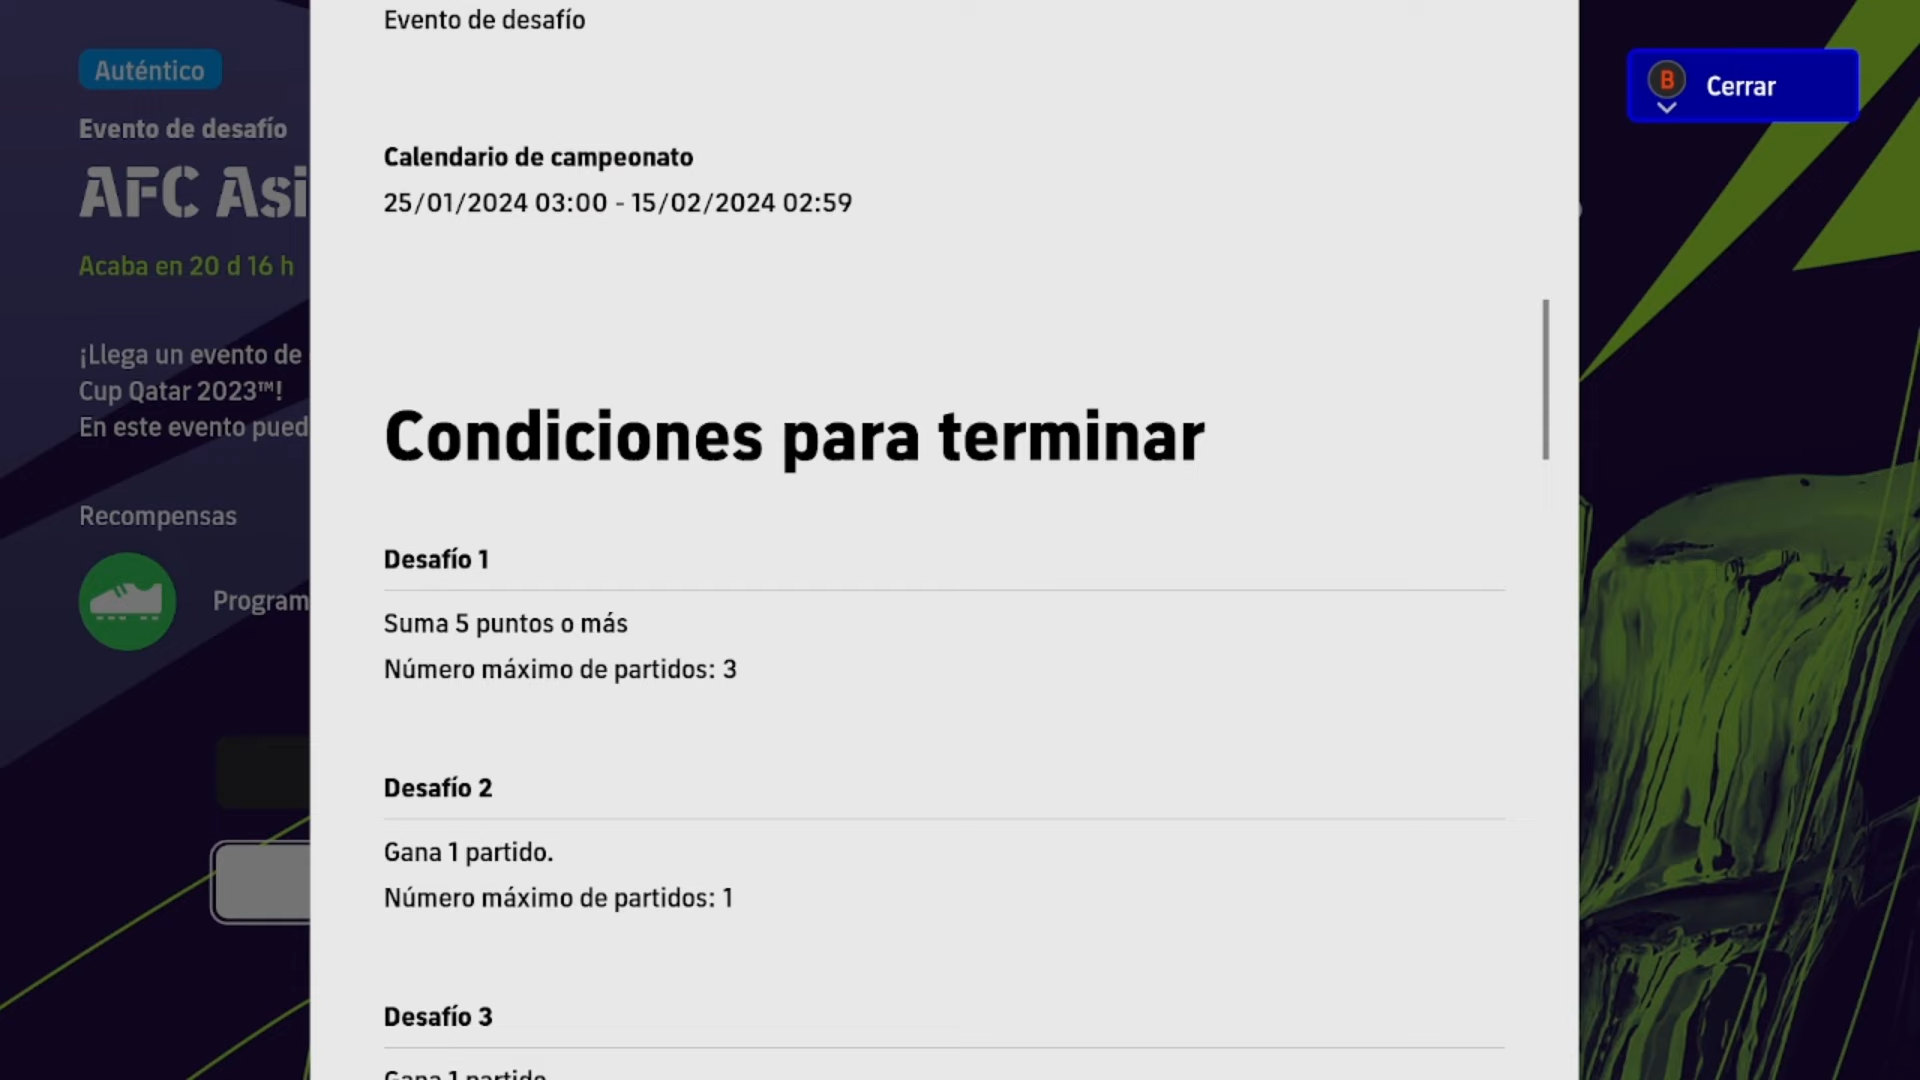 Auténtico
Evento de desafío
AFC Asi
Acaba en 20 d 16 h
¡Llega un evento de
Cup Qatar 2023™!
En este evento pued
Recompensas
Program
Evento de desafío
Calendario de campeonato
25/01/2024 03:00 - 15/02/2024 02:59
Condiciones para terminar
Desafío 1
Suma 5 puntos o más
Número máximo de partidos: 3
Desafío 2
Gana 1 partido.
Número máximo de partidos: 1
Desafío 3
Gana 1 partido
B Cerrar